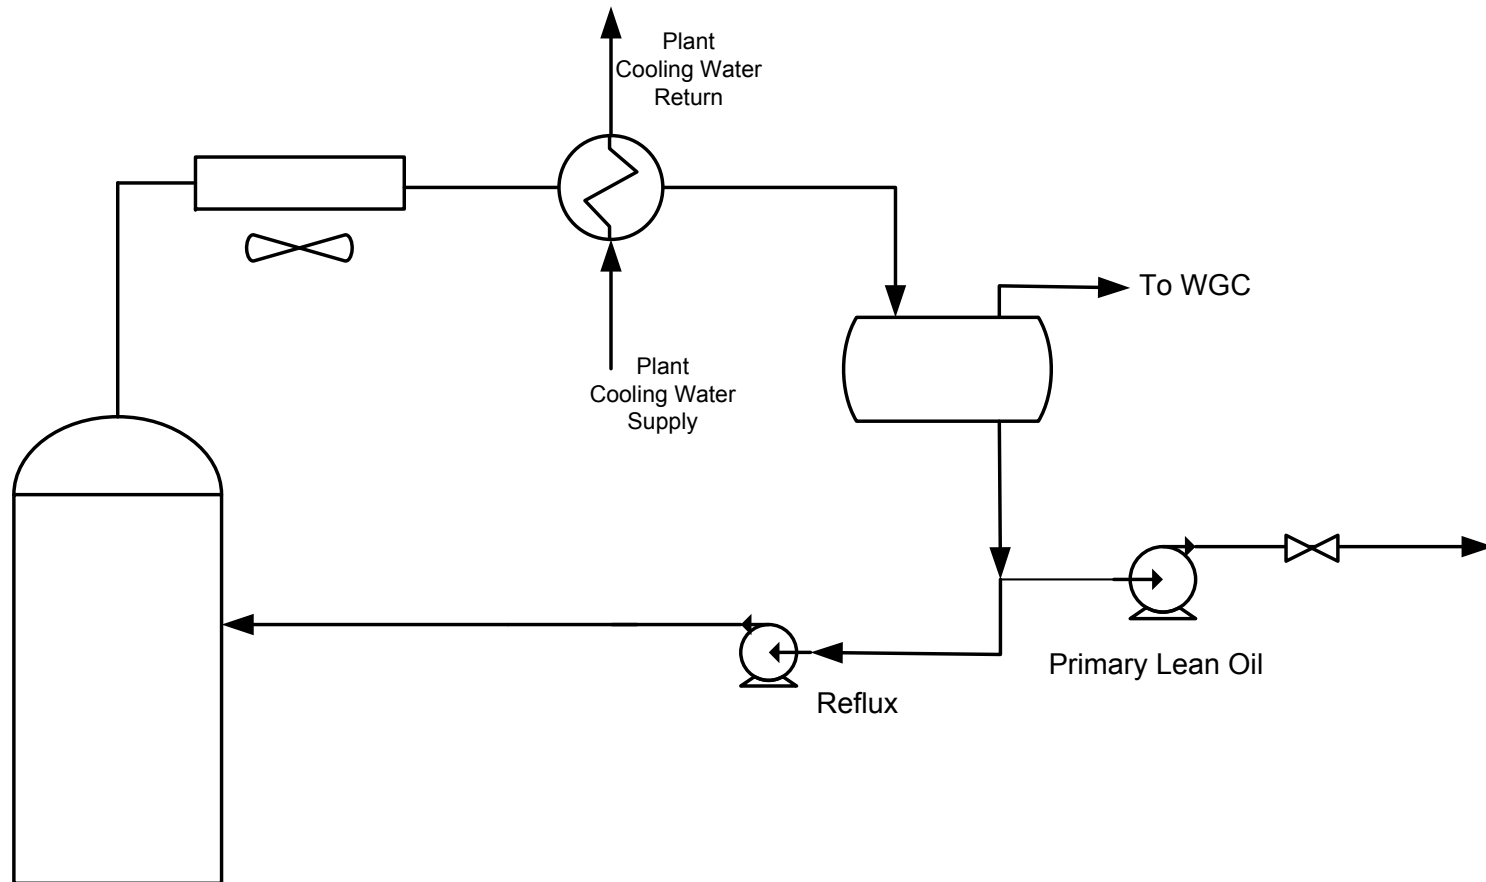 Plant
Cooling Water
Return
To WGC
Plant
Cooling Water
Supply
Primary Lean Oil
Reflux